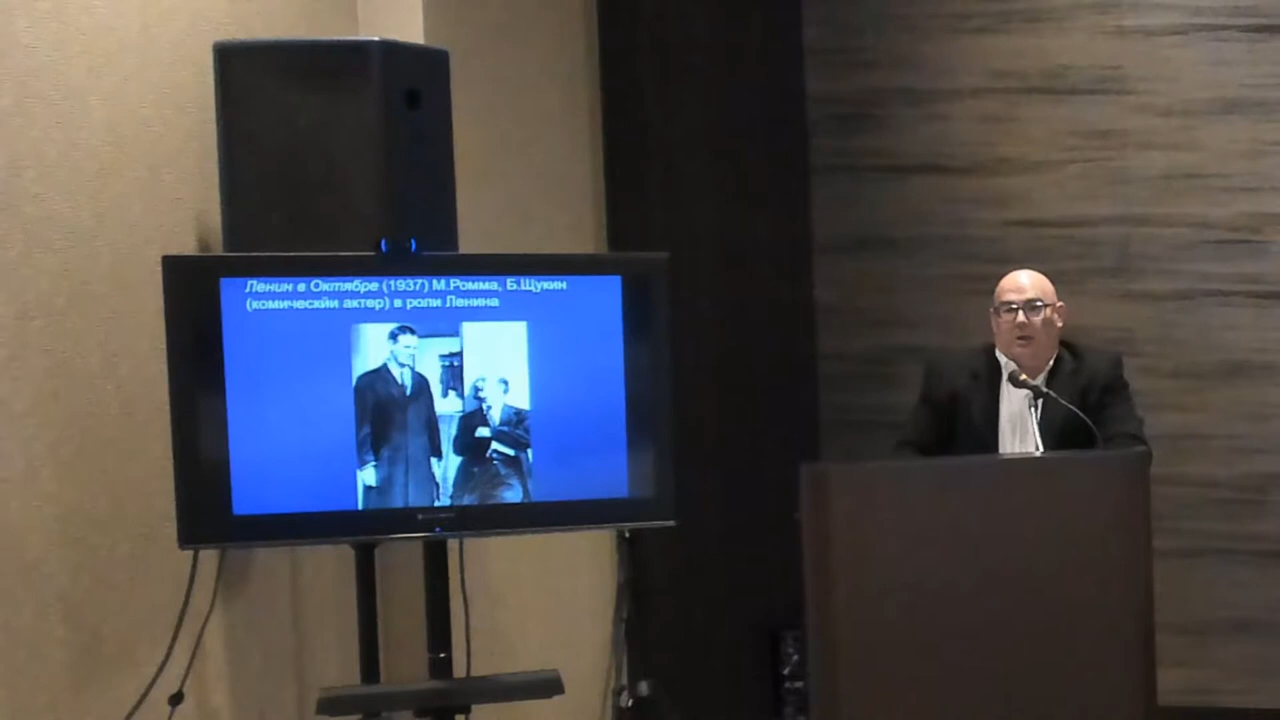 Ленин в Октябре (1937) М.Ромма, Б.Щукин
(комическйи актер) в роли Ленина